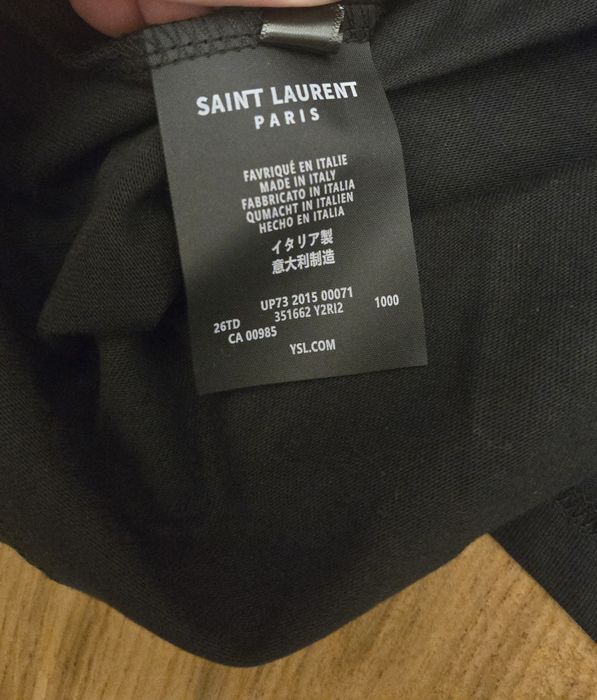 SAINT LAURENT
PARIS
FAVRIQUÉ EN ITALIE
MADE IN ITALY
FABBRICATO IN ITALIA
QUMACHT IN ITALIEN
HECHO EN ITALIA
イタリア製
意大利制造
UP73 2015 00071
26TD 351662 Y2RI2 1000
CA 00985
YSL.COM